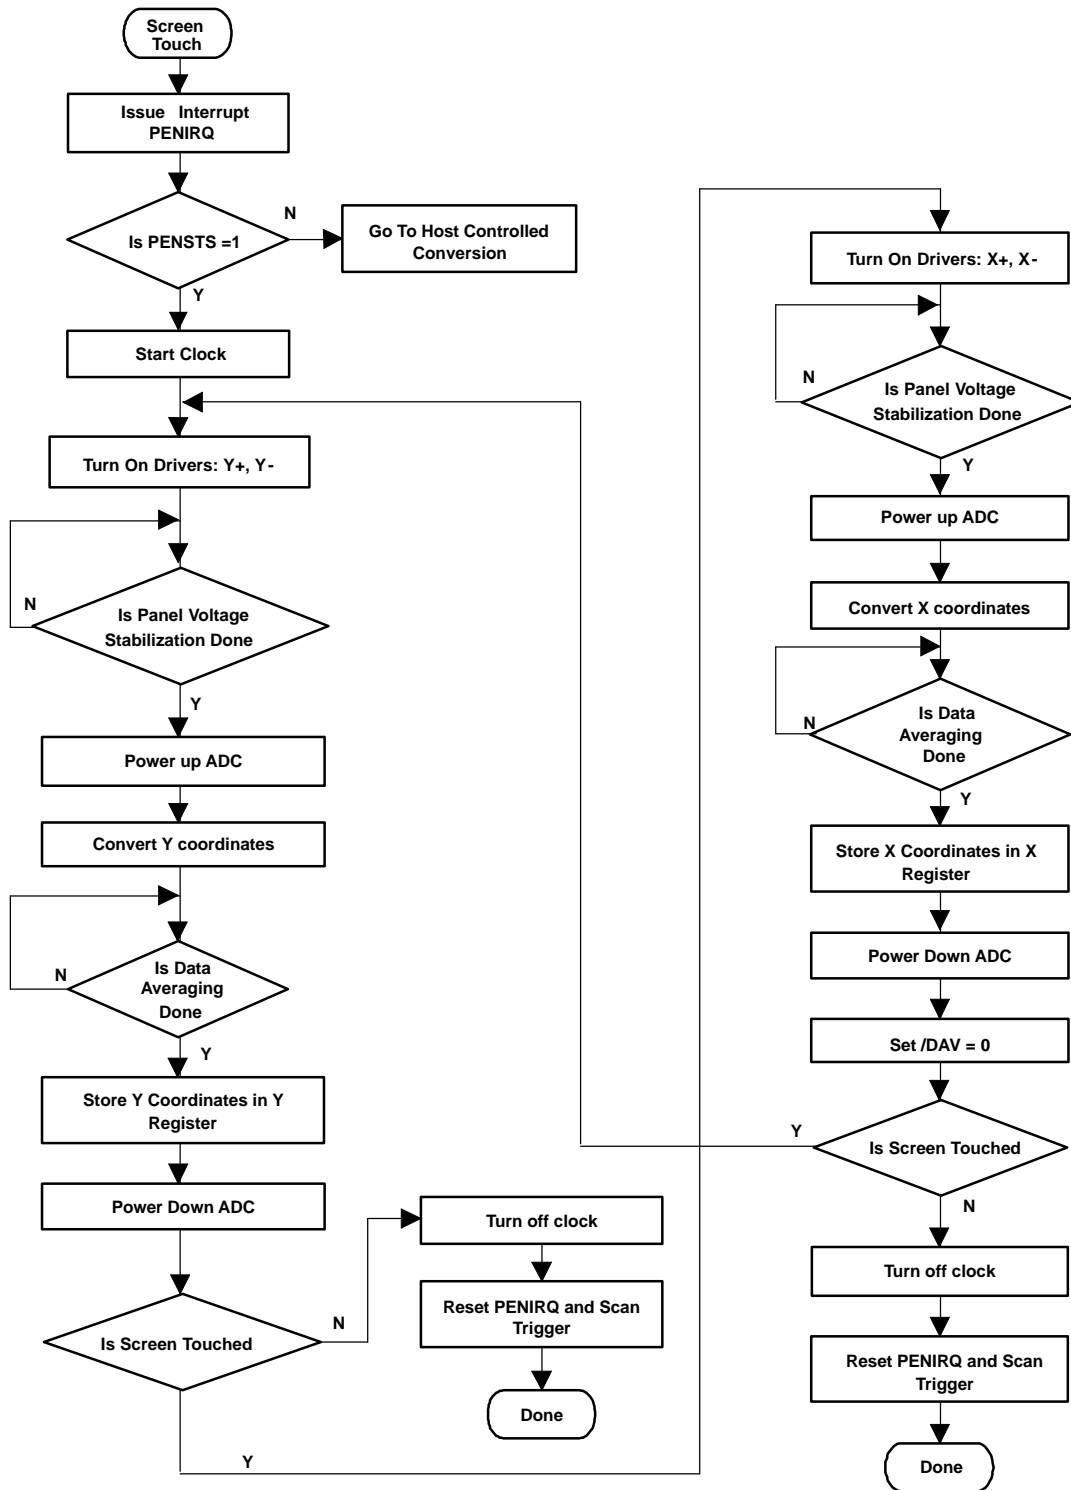 Screen
Touch
Issue Interrupt
PENIRQ
Is PENSTS =1
N
Go To Host Controlled
Conversion
Y
Start Clock
Turn On Drivers: Y+, Y-
N
Is Panel Voltage
Stabilization Done
Y
Power up ADC
Convert Y coordinates
N
Is Data
Averaging
Done
Y
Store Y Coordinates in Y
Register
Power Down ADC
Is Screen Touched
N
Turn off clock
Reset PENIRQ and Scan
Trigger
Done
Y
Turn On Drivers: X+, X-
N
Is Panel Voltage
Stabilization Done
Y
Power up ADC
Convert X coordinates
N
Is Data
Averaging
Done
Y
Store X Coordinates in X
Register
Power Down ADC
Set /DAV = 0
Y
Is Screen Touched
N
Turn off clock
Reset PENIRQ and Scan
Trigger
Done